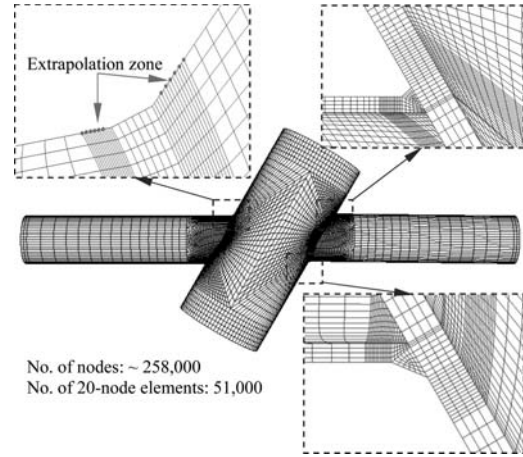 Extrapolation zone
No. of nodes: ~ 258,000
No. of 20-node elements: 51,000